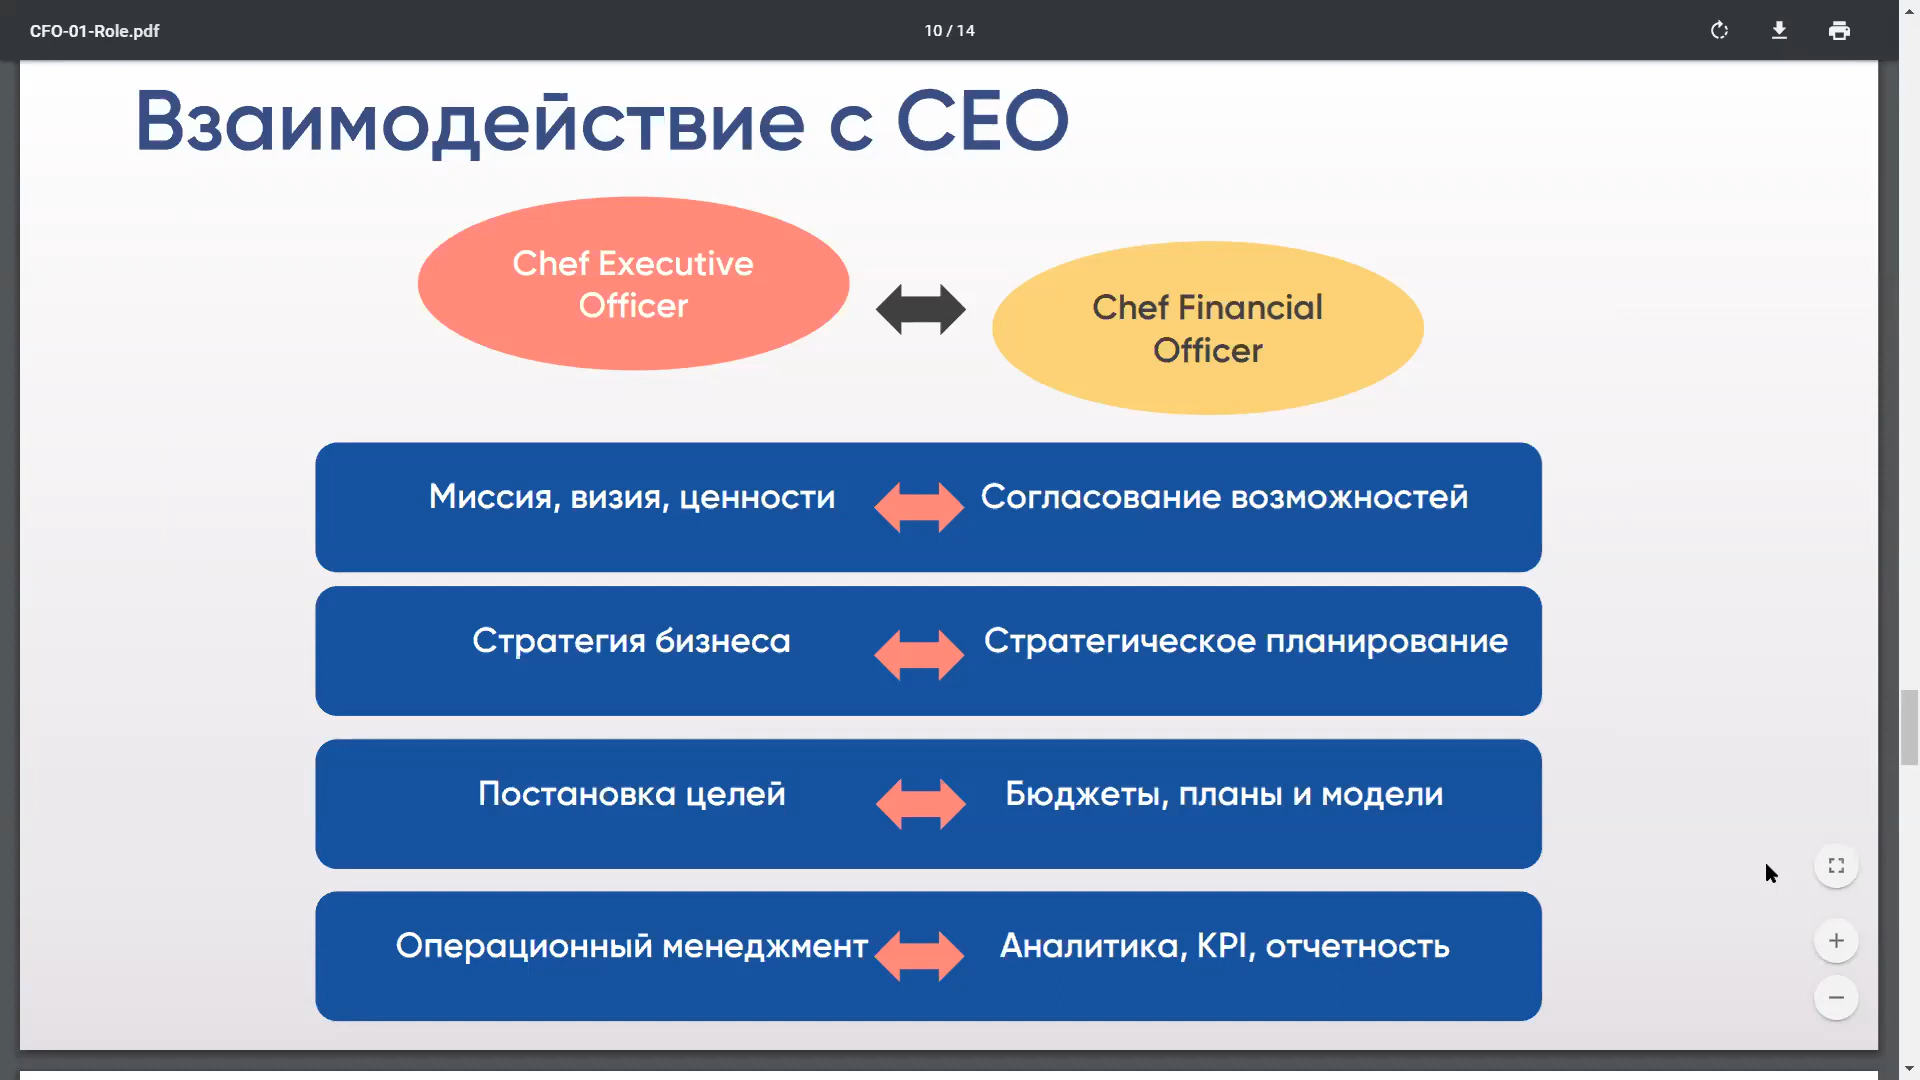 CFO-01-Role.pdf
10 / 14
Взаимодействие с CEO
Chef Executive
Officer
Chef Financial
Officer
Миссия, визия, ценности
Согласование возможностей
Стратегия бизнеса
Стратегическое планирование
Постановка целей
Бюджеты, планы и модели
Операционный менеджмент
Аналитика, KPI, отчетность